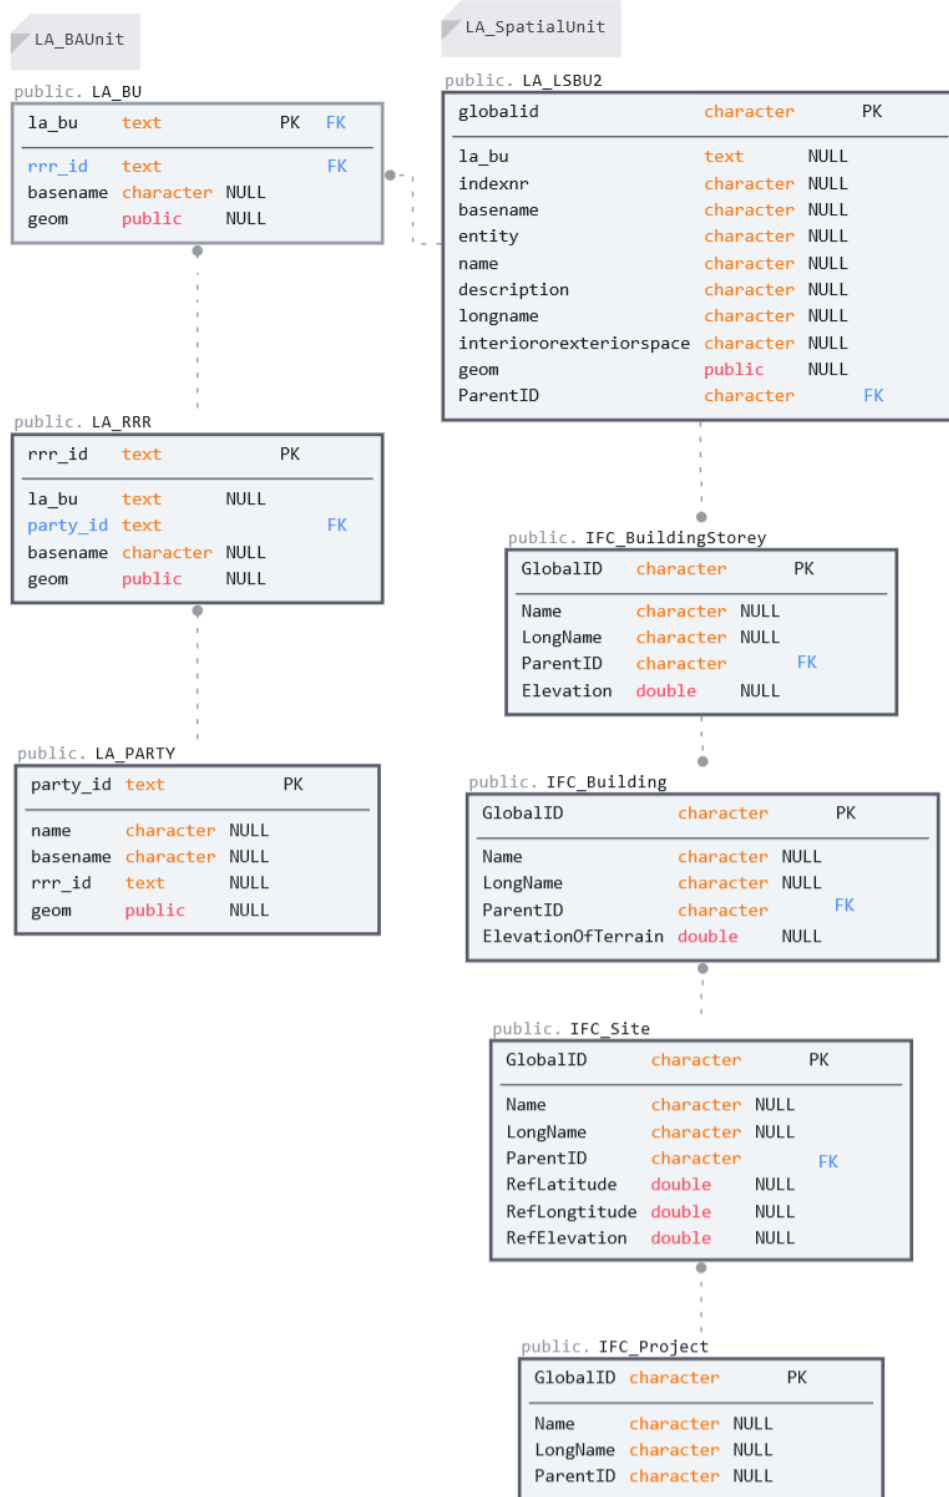 LA_BAUnit
public. LA_BU
la_bu text PK FK
rrr_id text FK
basename character NULL
geom public NULL
public. LA_RRR
rrr_id text PK
la_bu text NULL
party_id text FK
basename character NULL
geom public NULL
public. LA_PARTY
party_id text PK
name character NULL
basename character NULL
rrr_id text NULL
geom public NULL
LA_SpatialUnit
public. LA_LSBU2
globalid character PK
la_bu text NULL
indexnr character NULL
basename character NULL
entity character NULL
name character NULL
description character NULL
longname character NULL
interiororexteriorspace character NULL
geom public NULL
ParentID character FK
public. IFC_BuildingStorey
GlobalID character PK
Name character NULL
LongName character NULL
ParentID character FK
Elevation double NULL
public. IFC_Building
GlobalID character PK
Name character NULL
LongName character NULL
ParentID character FK
ElevationOfTerrain double NULL
public. IFC_Site
GlobalID character PK
Name character NULL
LongName character NULL
ParentID character FK
RefLatitude double NULL
RefLongtitude double NULL
RefElevation double NULL
public. IFC_Project
GlobalID character PK
Name character NULL
LongName character NULL
ParentID character NULL